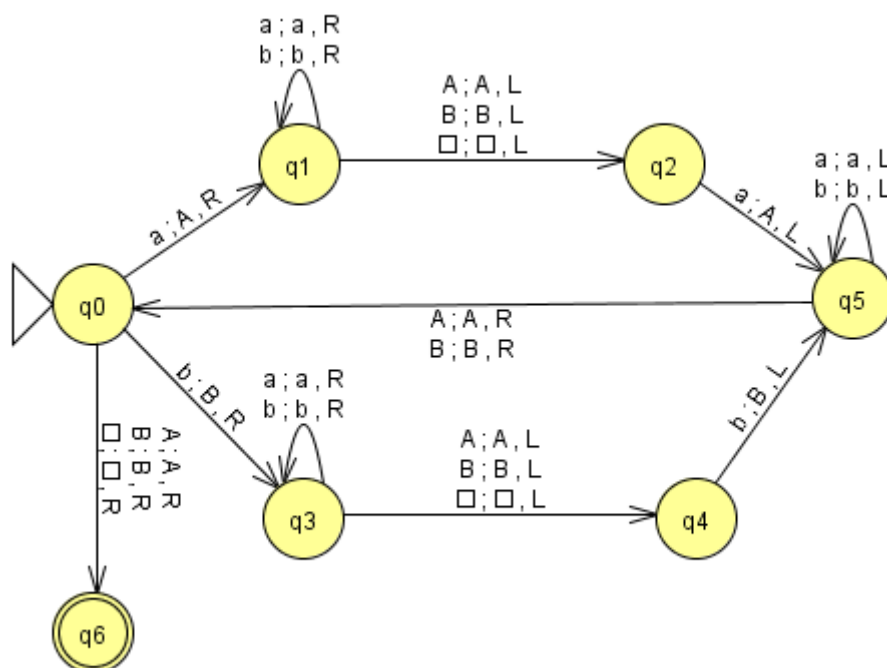 a ; a , R
b ; b , R
A ; A , L
B ; B , L
□ ; □ , L
q1
q2
a ; a , L
b ; b , L
a ; A , R
a ; A , L
q0
q5
A ; A , R
B ; B , R
b ; B , R
a ; a , R
b ; b , R
b ; B , L
A ; A , R
B ; B , R
□ ; □ , R
A ; A , L
B ; B , L
□ ; □ , L
q3
q4
q6